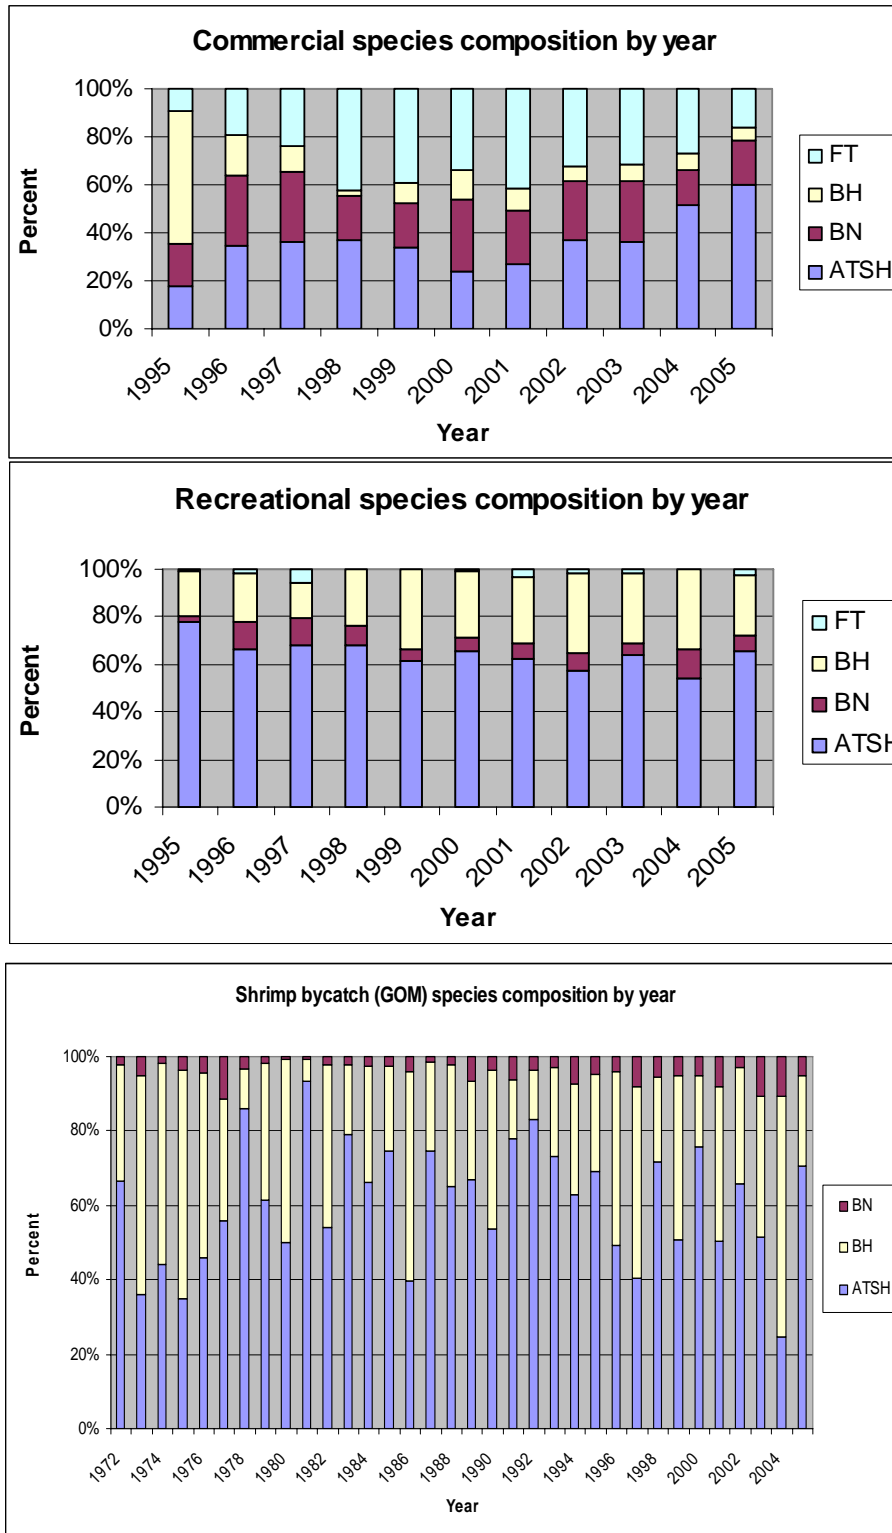 Commercial species composition by year
100%
80%
60%
40%
20%
0%
Percent
1995
1996
1997
1998
1999
2000
2001
2002
2003
2004
2005
Year
FT
BH
BN
ATSH
Recreational species composition by year
100%
80%
60%
40%
20%
0%
Percent
1995
1996
1997
1998
1999
2000
2001
2002
2003
2004
2005
Year
FT
BH
BN
ATSH
Shrimp bycatch (GOM) species composition by year
100%
80%
60%
40%
20%
0%
Percent
1972
1974
1976
1978
1980
1982
1984
1986
1988
1990
1992
1994
1996
1998
2000
2002
2004
Year
BN
BH
ATSH